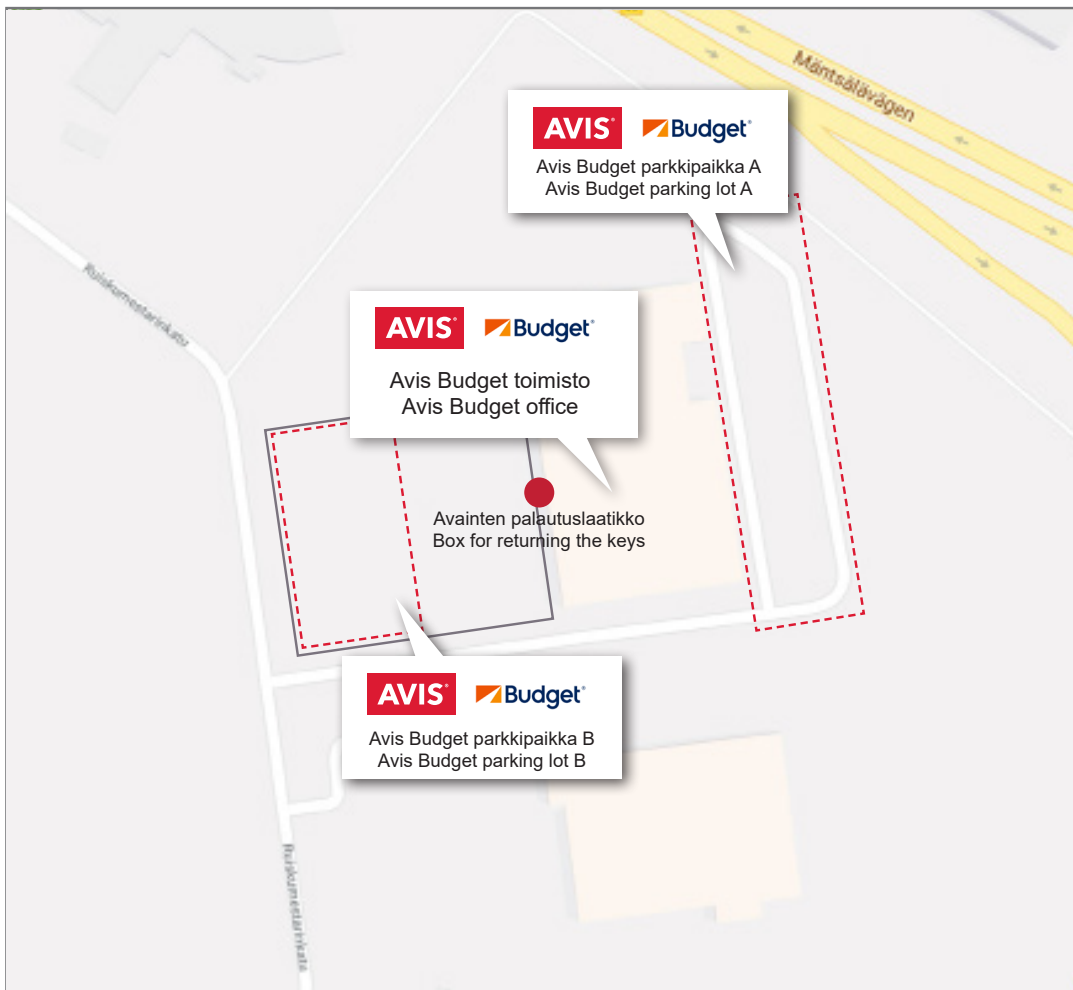 Mäntsälävägen
AVIS Budget
Avis Budget parkkipaikka A
Avis Budget parking lot A
Ruiskumestarinkatu
AVIS Budget
Avis Budget toimisto
Avis Budget office
Avainten palautuslaatikko
Box for returning the keys
AVIS Budget
Avis Budget parkkipaikka B
Avis Budget parking lot B
Ruiskumestarinkatu